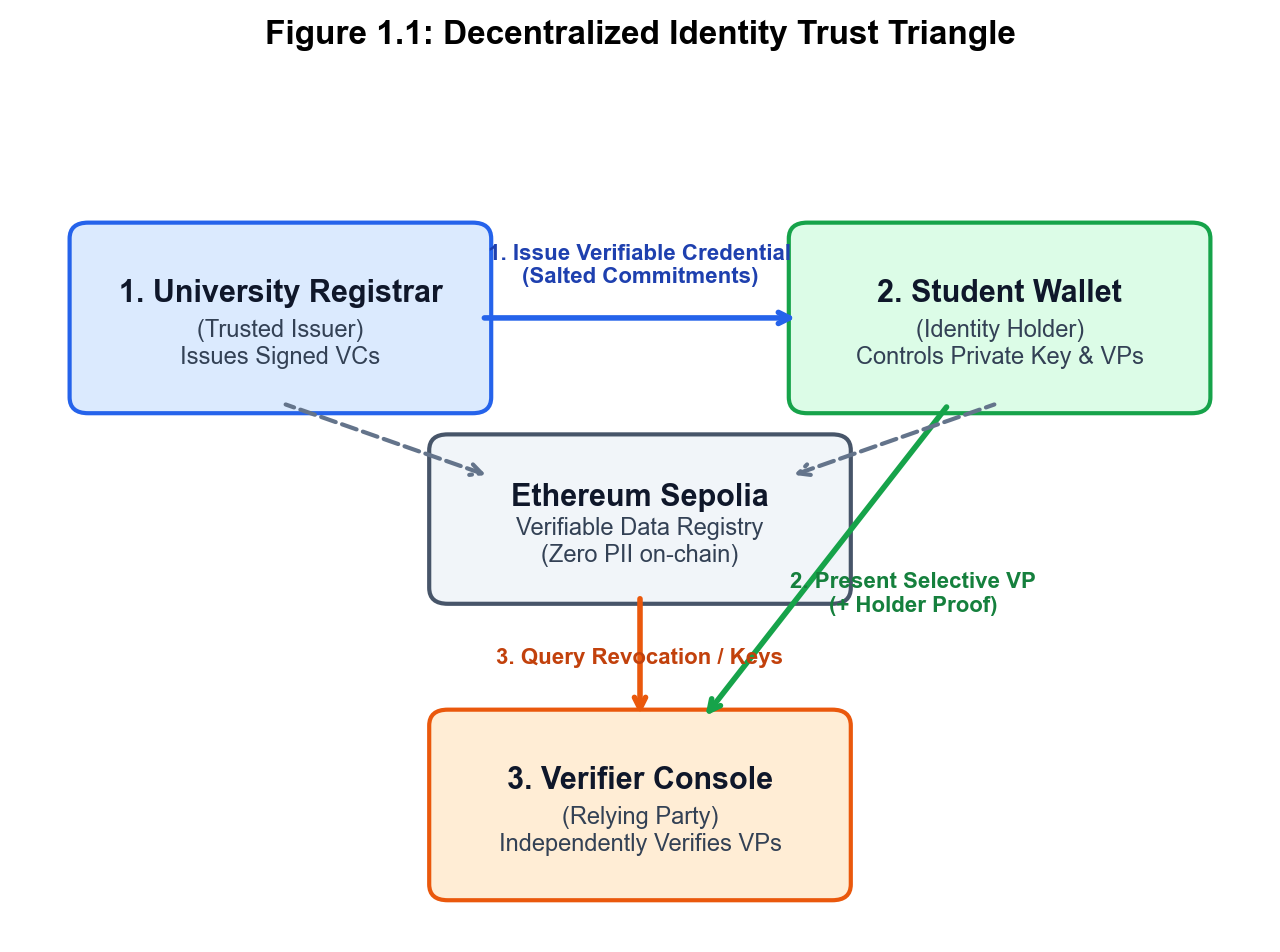 Figure 1.1: Decentralized Identity Trust Triangle
1. Issue Verifiable Credential
(Salted Commitments)
1. University Registrar
(Trusted Issuer)
Issues Signed VCs
2. Student Wallet
(Identity Holder)
Controls Private Key & VPs
Ethereum Sepolia
Verifiable Data Registry
(Zero PII on-chain)
2. Present Selective VP
(+ Holder Proof)
3. Query Revocation / Keys
3. Verifier Console
(Relying Party)
Independently Verifies VPs